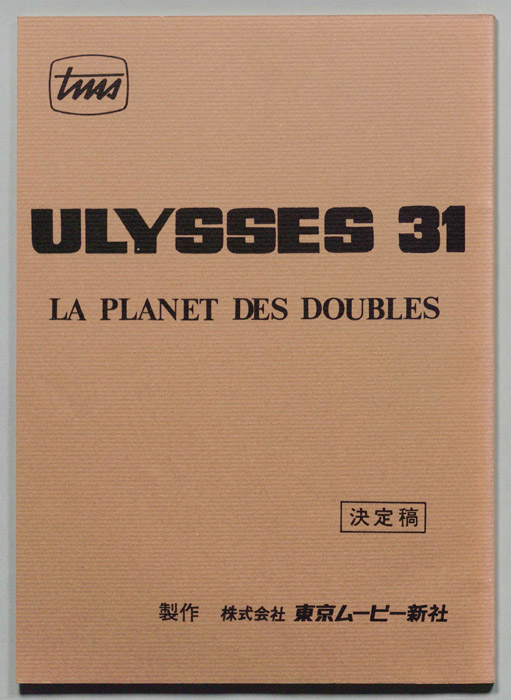 tms
ULYSSES 31
LA PLANET DES DOUBLES
決定稿
製作 株式会社 東京ムービー新社